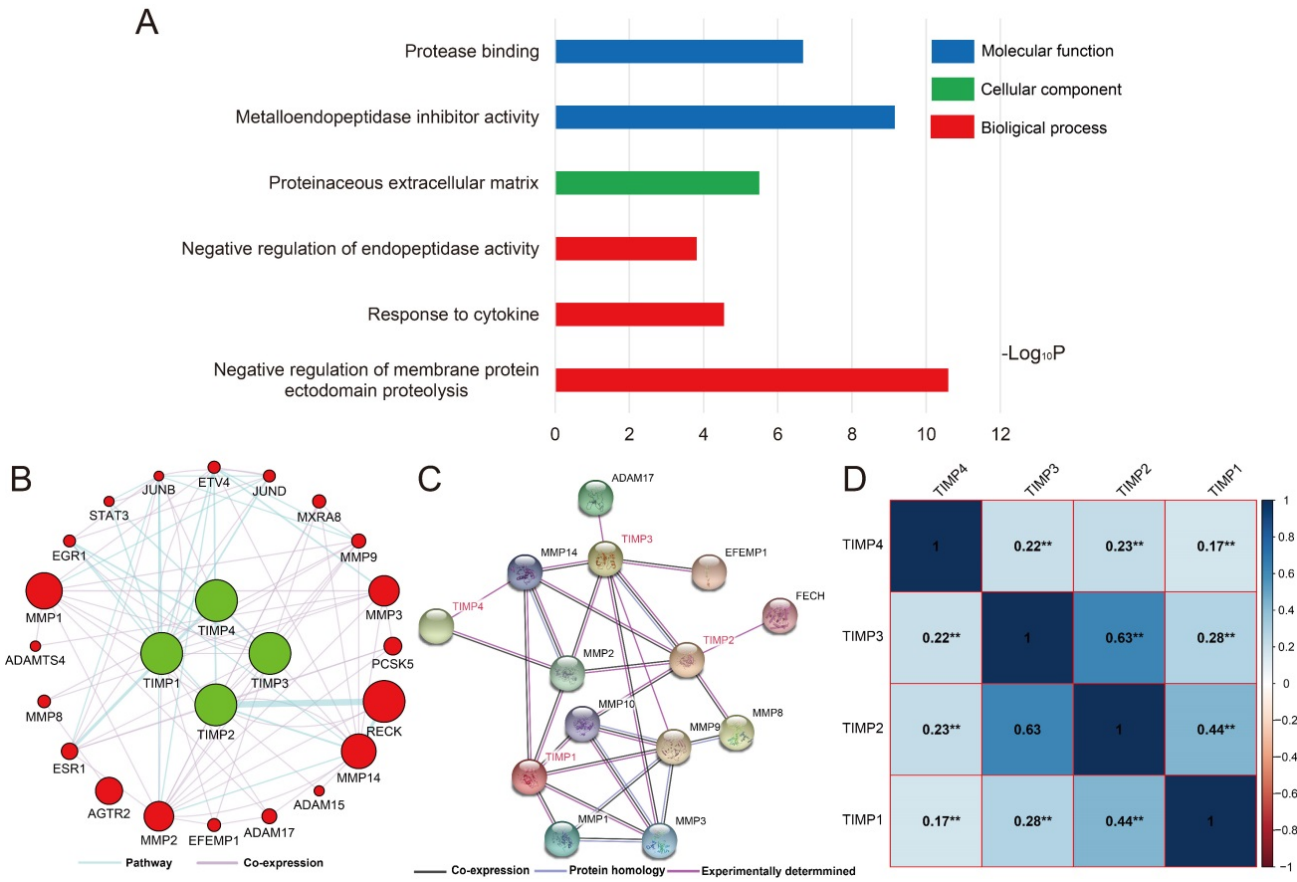 A
Protease binding
Metalloendopeptidase inhibitor activity
Proteinaceous extracellular matrix
Negative regulation of endopeptidase activity
Response to cytokine
Negative regulation of membrane protein
ectodomain proteolysis
Molecular function
Cellular component
Bioligical process
-Log₁₀P
0 2 4 6 8 10 12
B
ETV4
JUNB
JUND
STAT3
MXRA8
EGR1
MMP9
MMP1
MMP3
TIMP4
ADAMTS4
PCSK5
TIMP1
TIMP3
MMP8
RECK
TIMP2
ESR1
MMP14
AGTR2
ADAM15
MMP2
EFEMP1
ADAM17
Pathway
Co-expression
C
ADAM17
TIMP3
MMP14
EFEMP1
TIMP4
FECH
TIMP2
MMP2
MMP10
MMP9
MMP8
TIMP1
MMP1
MMP3
Co-expression
Protein homology
Experimentally determmined
D
TIMP4 TIMP3 TIMP2 TIMP1
TIMP4 1 0.22** 0.23** 0.17**
TIMP3 0.22** 1 0.63** 0.28**
TIMP2 0.23** 0.63 1 0.44**
TIMP1 0.17** 0.28** 0.44** 1
1
0.8
0.6
0.4
0.2
0
−0.2
−0.4
−0.6
−0.8
−1